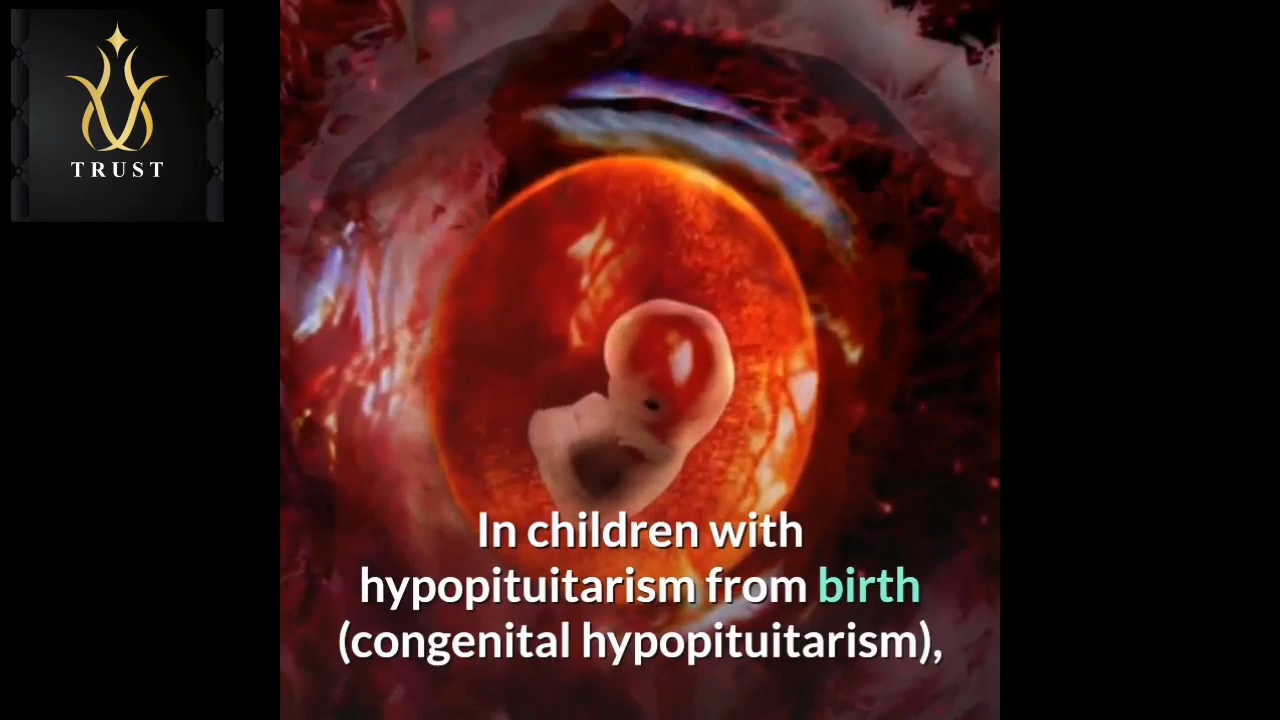 TRUST
In children with
hypopituitarism from birth
(congenital hypopituitarism),